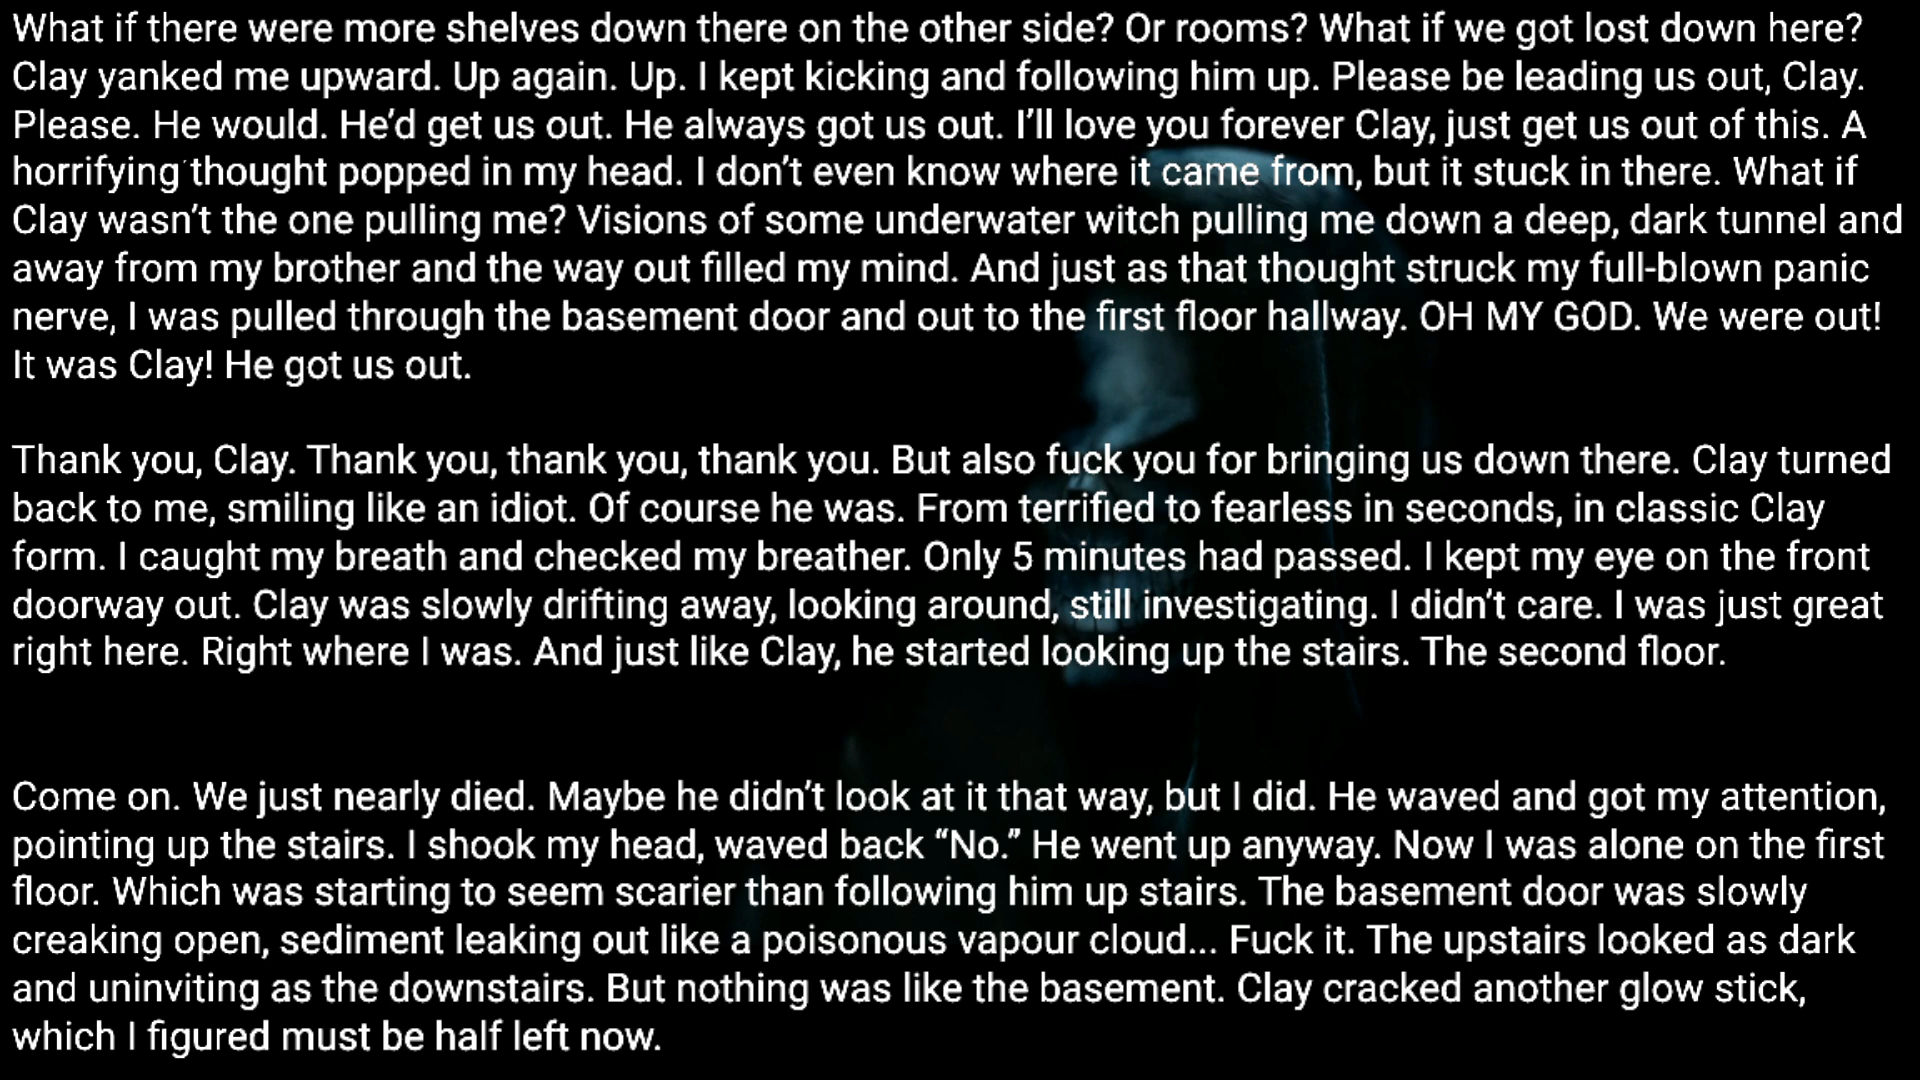 What if there were more shelves down there on the other side? Or rooms? What if we got lost down here?
Clay yanked me upward. Up again. Up. I kept kicking and following him up. Please be leading us out, Clay.
Please. He would. He’d get us out. He always got us out. I’ll love you forever Clay, just get us out of this. A
horrifying thought popped in my head. I don’t even know where it came from, but it stuck in there. What if
Clay wasn’t the one pulling me? Visions of some underwater witch pulling me down a deep, dark tunnel and
away from my brother and the way out filled my mind. And just as that thought struck my full-blown panic
nerve, I was pulled through the basement door and out to the first floor hallway. OH MY GOD. We were out!
It was Clay! He got us out.
Thank you, Clay. Thank you, thank you, thank you. But also fuck you for bringing us down there. Clay turned
back to me, smiling like an idiot. Of course he was. From terrified to fearless in seconds, in classic Clay
form. I caught my breath and checked my breather. Only 5 minutes had passed. I kept my eye on the front
doorway out. Clay was slowly drifting away, looking around, still investigating. I didn’t care. I was just great
right here. Right where I was. And just like Clay, he started looking up the stairs. The second floor.
Come on. We just nearly died. Maybe he didn’t look at it that way, but I did. He waved and got my attention,
pointing up the stairs. I shook my head, waved back “No.” He went up anyway. Now I was alone on the first
floor. Which was starting to seem scarier than following him up stairs. The basement door was slowly
creaking open, sediment leaking out like a poisonous vapour cloud... Fuck it. The upstairs looked as dark
and uninviting as the downstairs. But nothing was like the basement. Clay cracked another glow stick,
which I figured must be half left now.